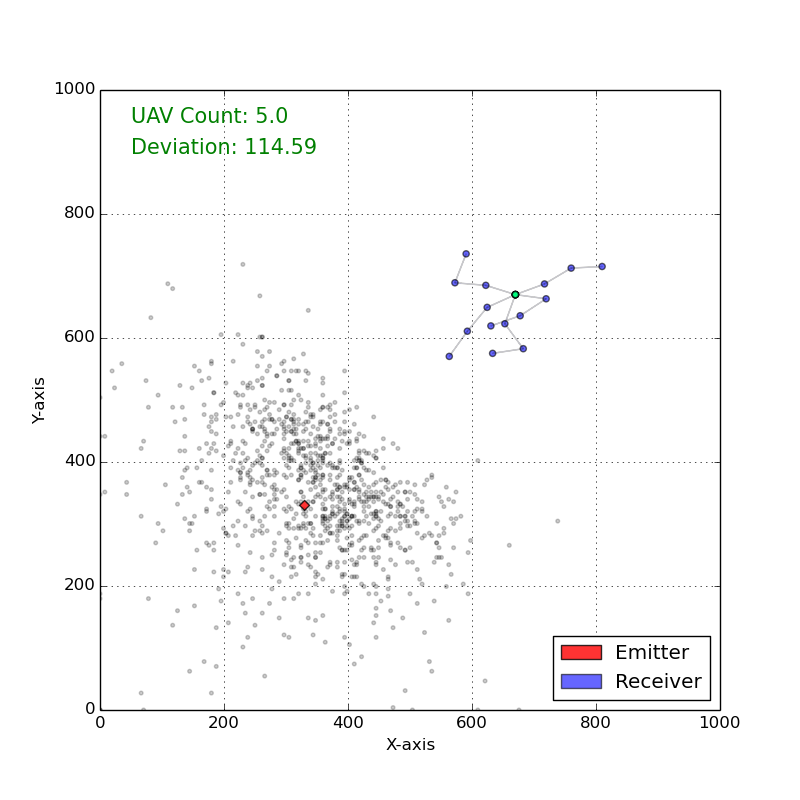 UAV Count: 5.0
Deviation: 114.59
1000
800
600
400
200
0
Y-axis
0 200 400 600 800 1000
X-axis
Emitter
Receiver